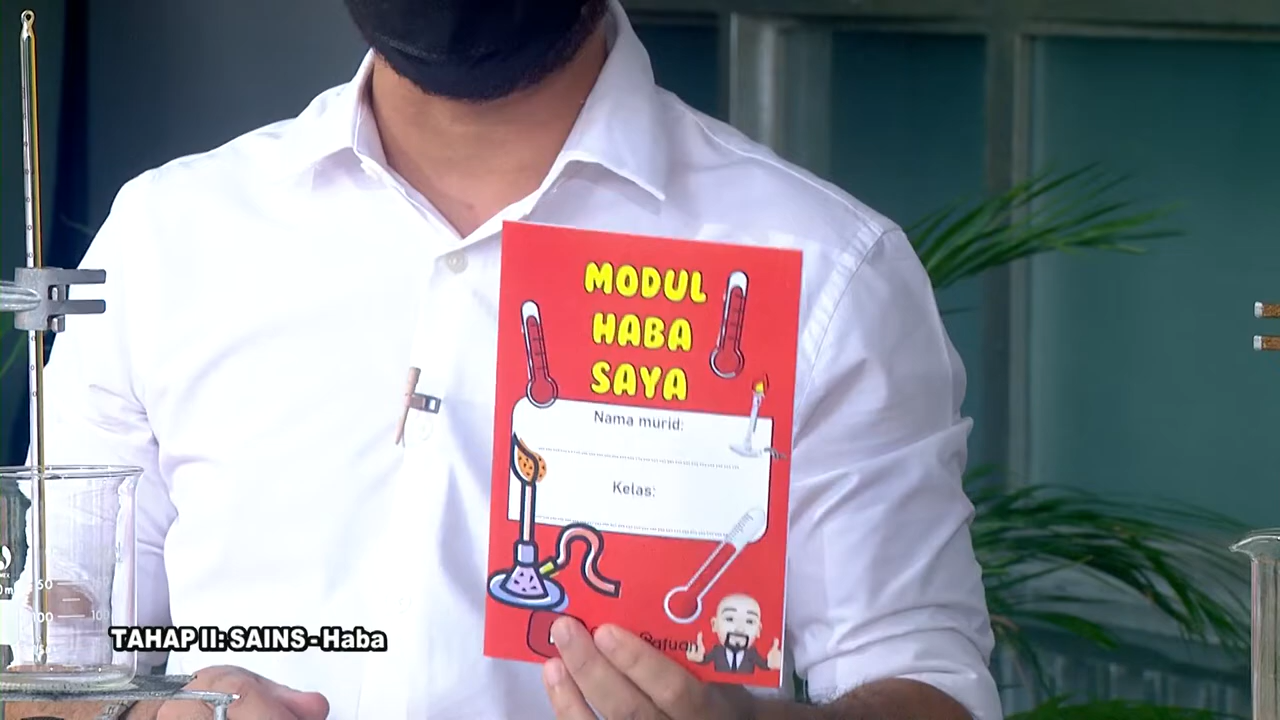 MODUL
HABA
SAYA
Nama murid:
Kelas:
TAHAP II: SAINS - Haba